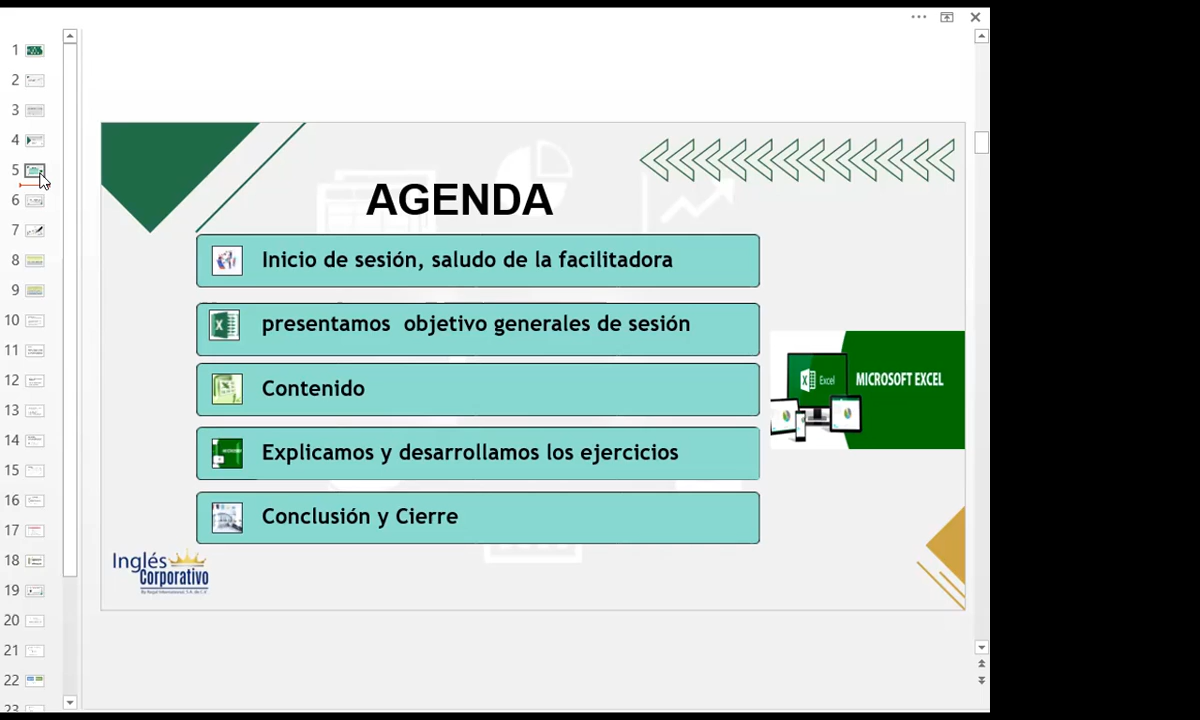 1
2
3
4
5
6
7
8
9
10
11
12
13
14
15
16
17
18
19
20
21
22
23
AGENDA
Inicio de sesión, saludo de la facilitadora
presentamos objetivo generales de sesión
Contenido
Explicamos y desarrollamos los ejercicios
Conclusión y Cierre
Excel
MICROSOFT EXCEL
Inglés
Corporativo